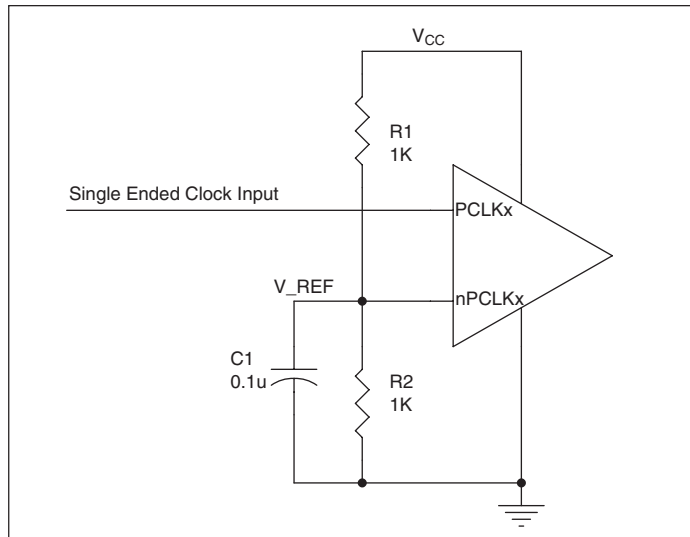 V_CC
R1
1K
Single Ended Clock Input
PCLKx
V_REF
nPCLKx
C1
0.1u
R2
1K